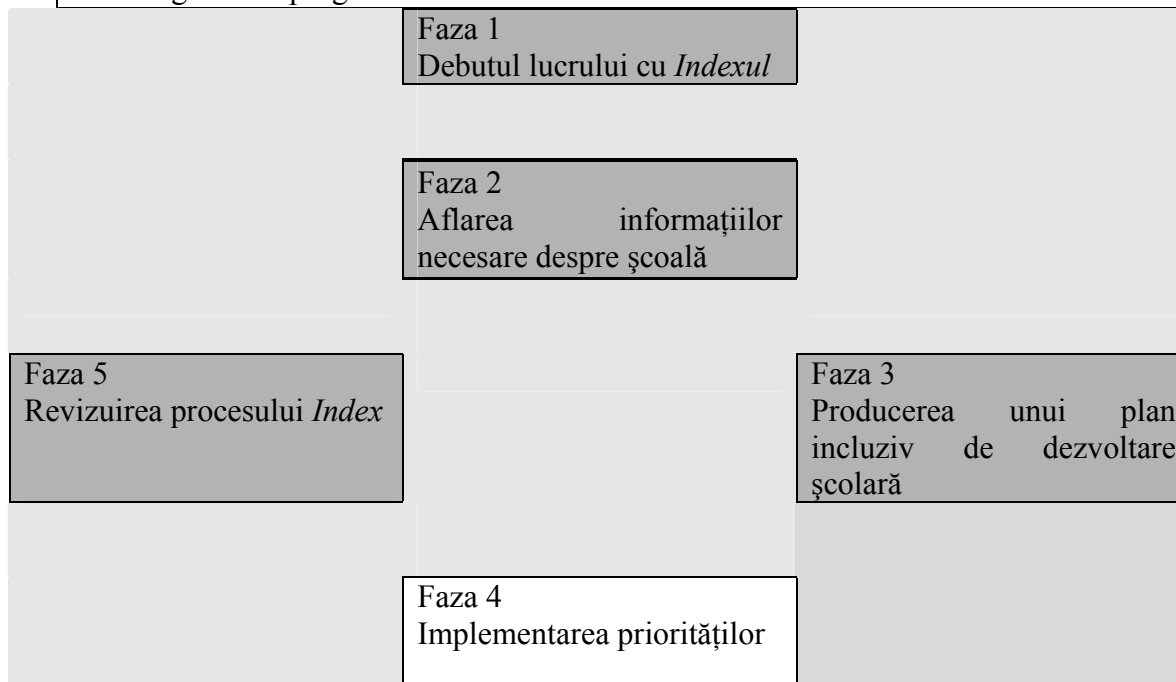 Faza 1
Debutul lucrului cu Indexul
Faza 2
Aflarea informațiilor
necesare despre şcoală
Faza 5
Revizuirea procesului Index
Faza 3
Producerea unui plan
incluziv de dezvoltare
şcolară
Faza 4
Implementarea priorităților